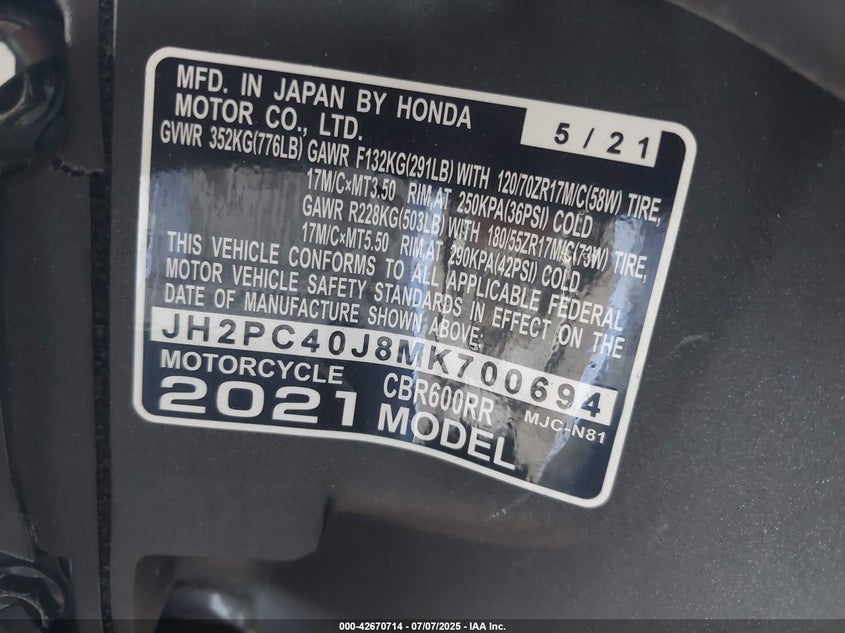 MFD. IN JAPAN BY HONDA
MOTOR CO., LTD.
5/21
GVWR 352KG(776LB) GAWR F132KG(291LB) WITH 120/70ZR17M/C(58W) TIRE,
17M/C×MT3.50 RIM,AT 250KPA(36PSI) COLD
GAWR R228KG(503LB) WITH 180/55ZR17M/C(73W) TIRE,
17M/C×MT5.50 RIM,AT 290KPA(42PSI) COLD
THIS VEHICLE CONFORMS TO ALL APPLICABLE FEDERAL
MOTOR VEHICLE SAFETY STANDARDS IN EFFECT ON THE
DATE OF MANUFACTURE SHOWN ABOVE.
JH2PC40J8MK700694
MOTORCYCLE CBR600RR MJC-N81
2021 MODEL
000-42670714 - 07/07/2025 - IAA Inc.